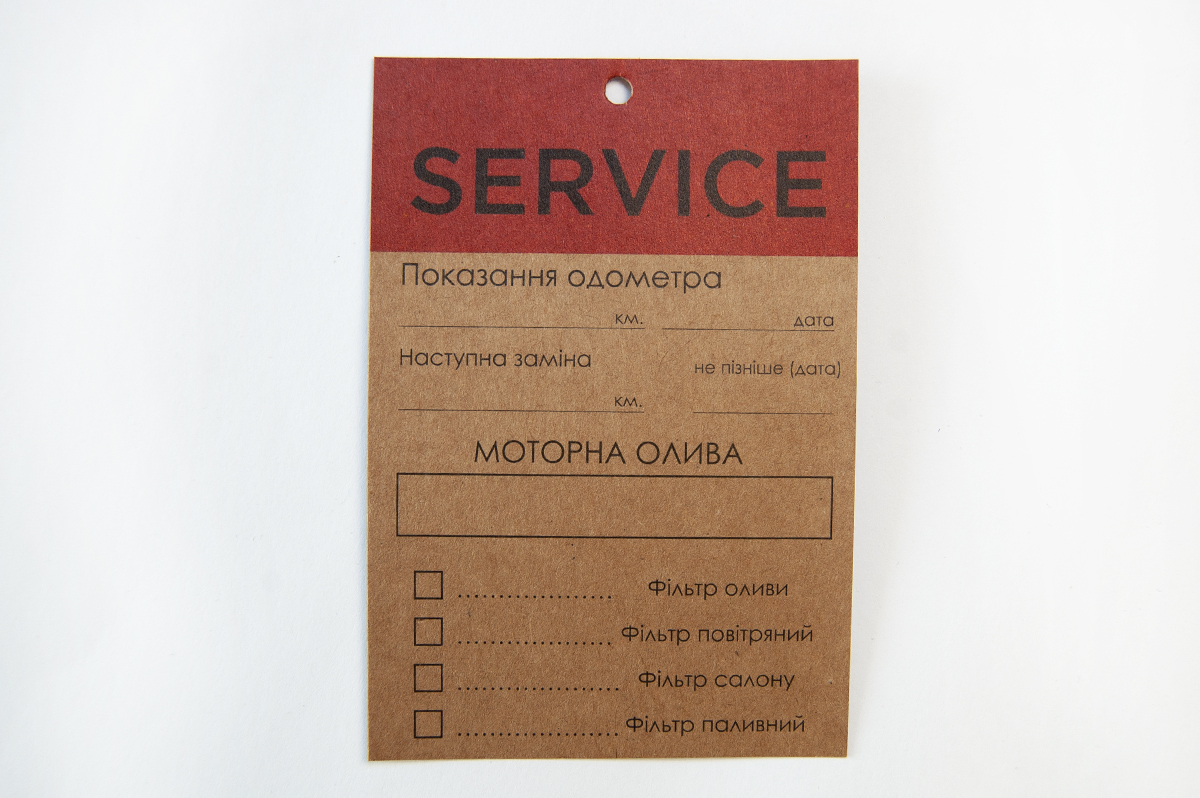 SERVICE
Показання одометра
км. дата
Наступна заміна не пізніше (дата)
км.
МОТОРНА ОЛИВА
.................... Фільтр оливи
.................... Фільтр повітряний
..................... Фільтр салону
..................... Фільтр паливний